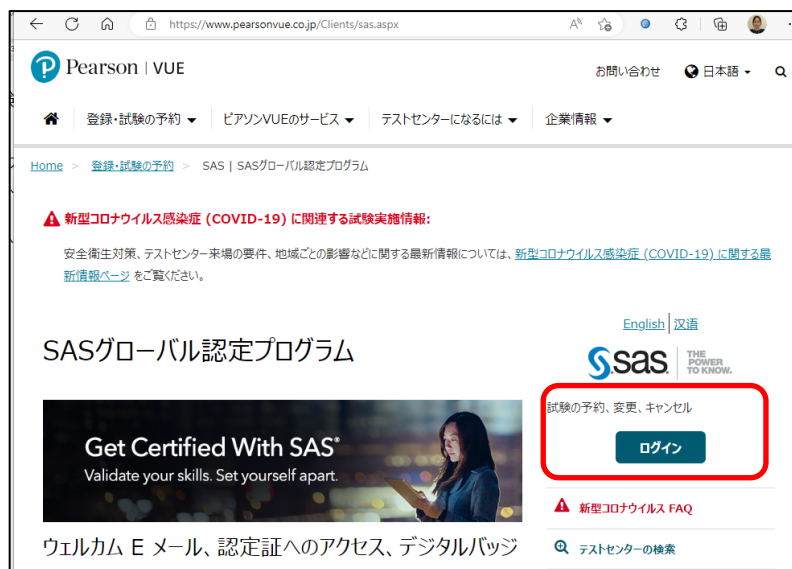 https://www.pearsonvue.co.jp/Clients/sas.aspx
Pearson | VUE
お問い合わせ 日本語
登録・試験の予約 ピアソンVUEのサービス テストセンターになるには 企業情報
Home > 登録・試験の予約 > SAS | SASグローバル認定プログラム
新型コロナウイルス感染症 (COVID-19) に関連する試験実施情報:
安全衛生対策、テストセンター来場の要件、地域ごとの影響などに関する最新情報については、新型コロナウイルス感染症 (COVID-19) に関する最
新情報ページ をご覧ください。
English 汉语
SASグローバル認定プログラム
sas THE
POWER
TO KNOW.
試験の予約、変更、キャンセル
ログイン
Get Certified With SAS®
Validate your skills. Set yourself apart.
新型コロナウイルス FAQ
ウェルカム E メール、認定証へのアクセス、デジタルバッジ
テストセンターの検索